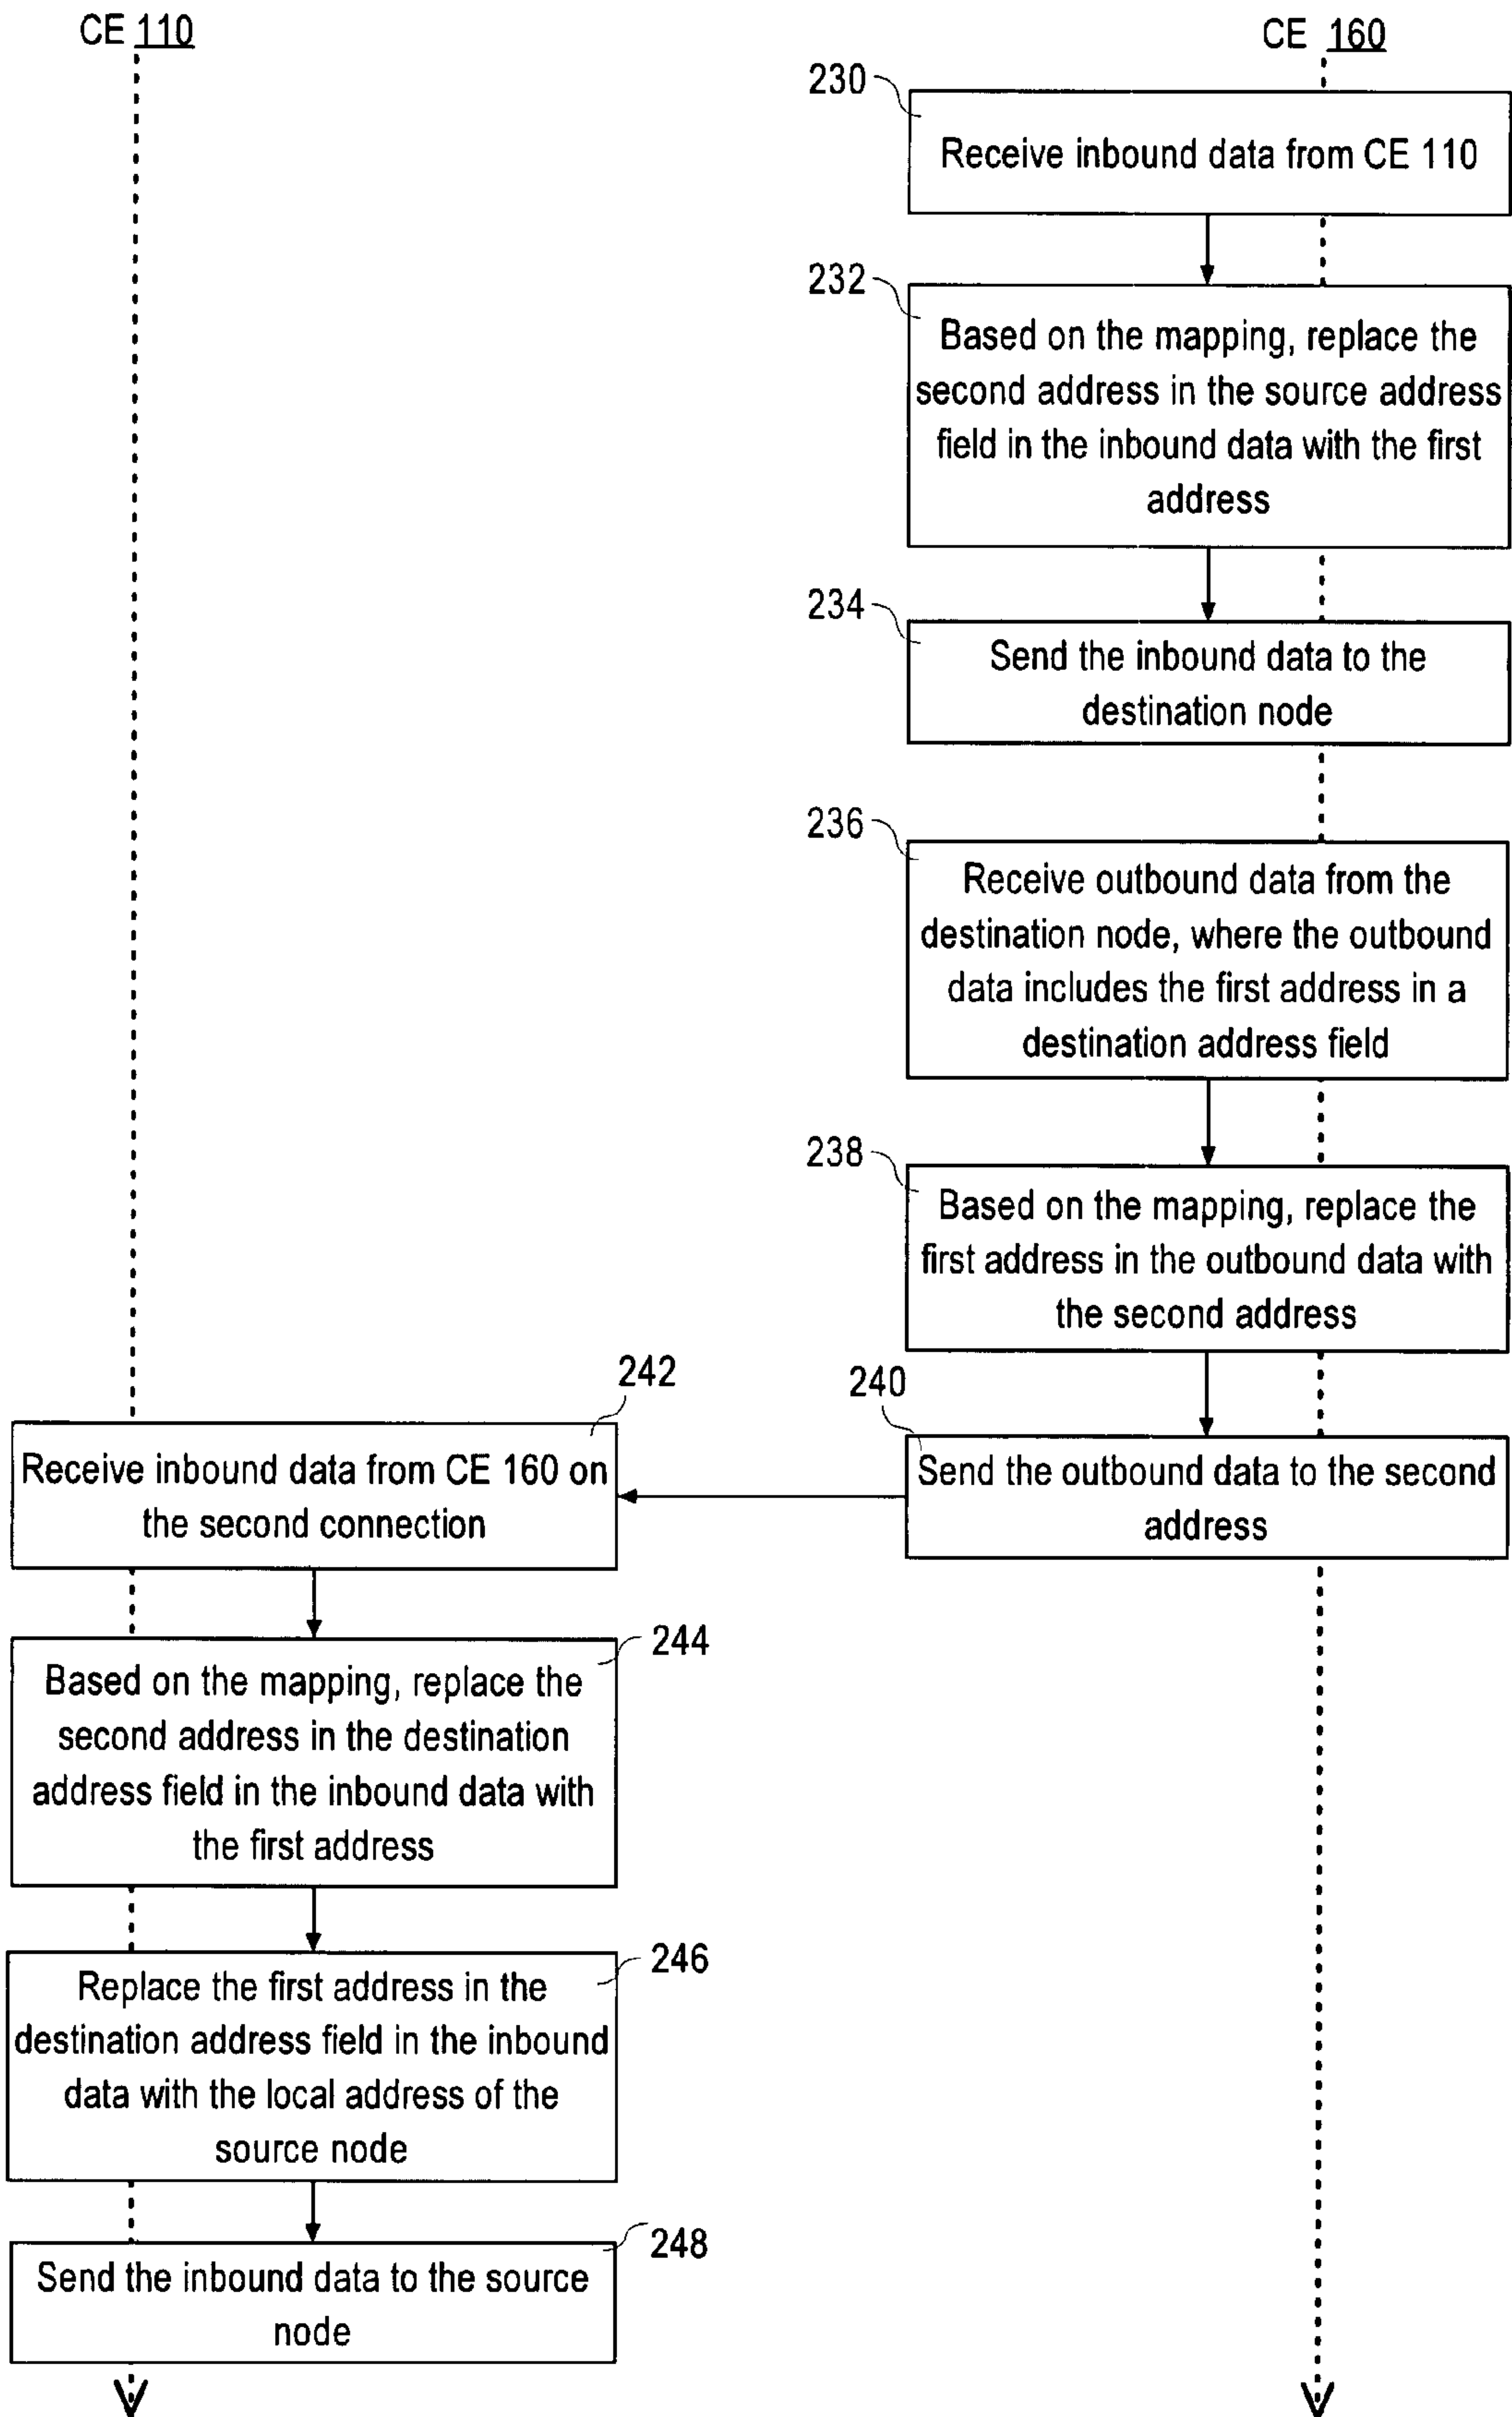 CE 110
CE 160
230
Receive inbound data from CE 110
232
Based on the mapping, replace the
second address in the source address
field in the inbound data with the first
address
234
Send the inbound data to the
destination node
236
Receive outbound data from the
destination node, where the outbound
data includes the first address in a
destination address field
238
Based on the mapping, replace the
first address in the outbound data with
the second address
240
Send the outbound data to the second
address
242
Receive inbound data from CE 160 on
the second connection
244
Based on the mapping, replace the
second address in the destination
address field in the inbound data with
the first address
246
Replace the first address in the
destination address field in the inbound
data with the local address of the
source node
248
Send the inbound data to the source
node